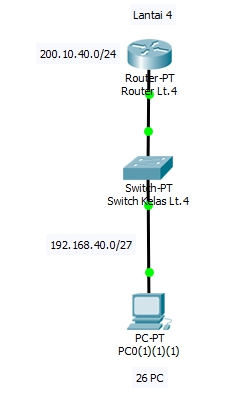 Lantai 4
200.10.40.0/24
Router-PT
Router Lt.4
Switch-PT
Switch Kelas Lt.4
192.168.40.0/27
PC-PT
PC0(1)(1)(1)
26 PC